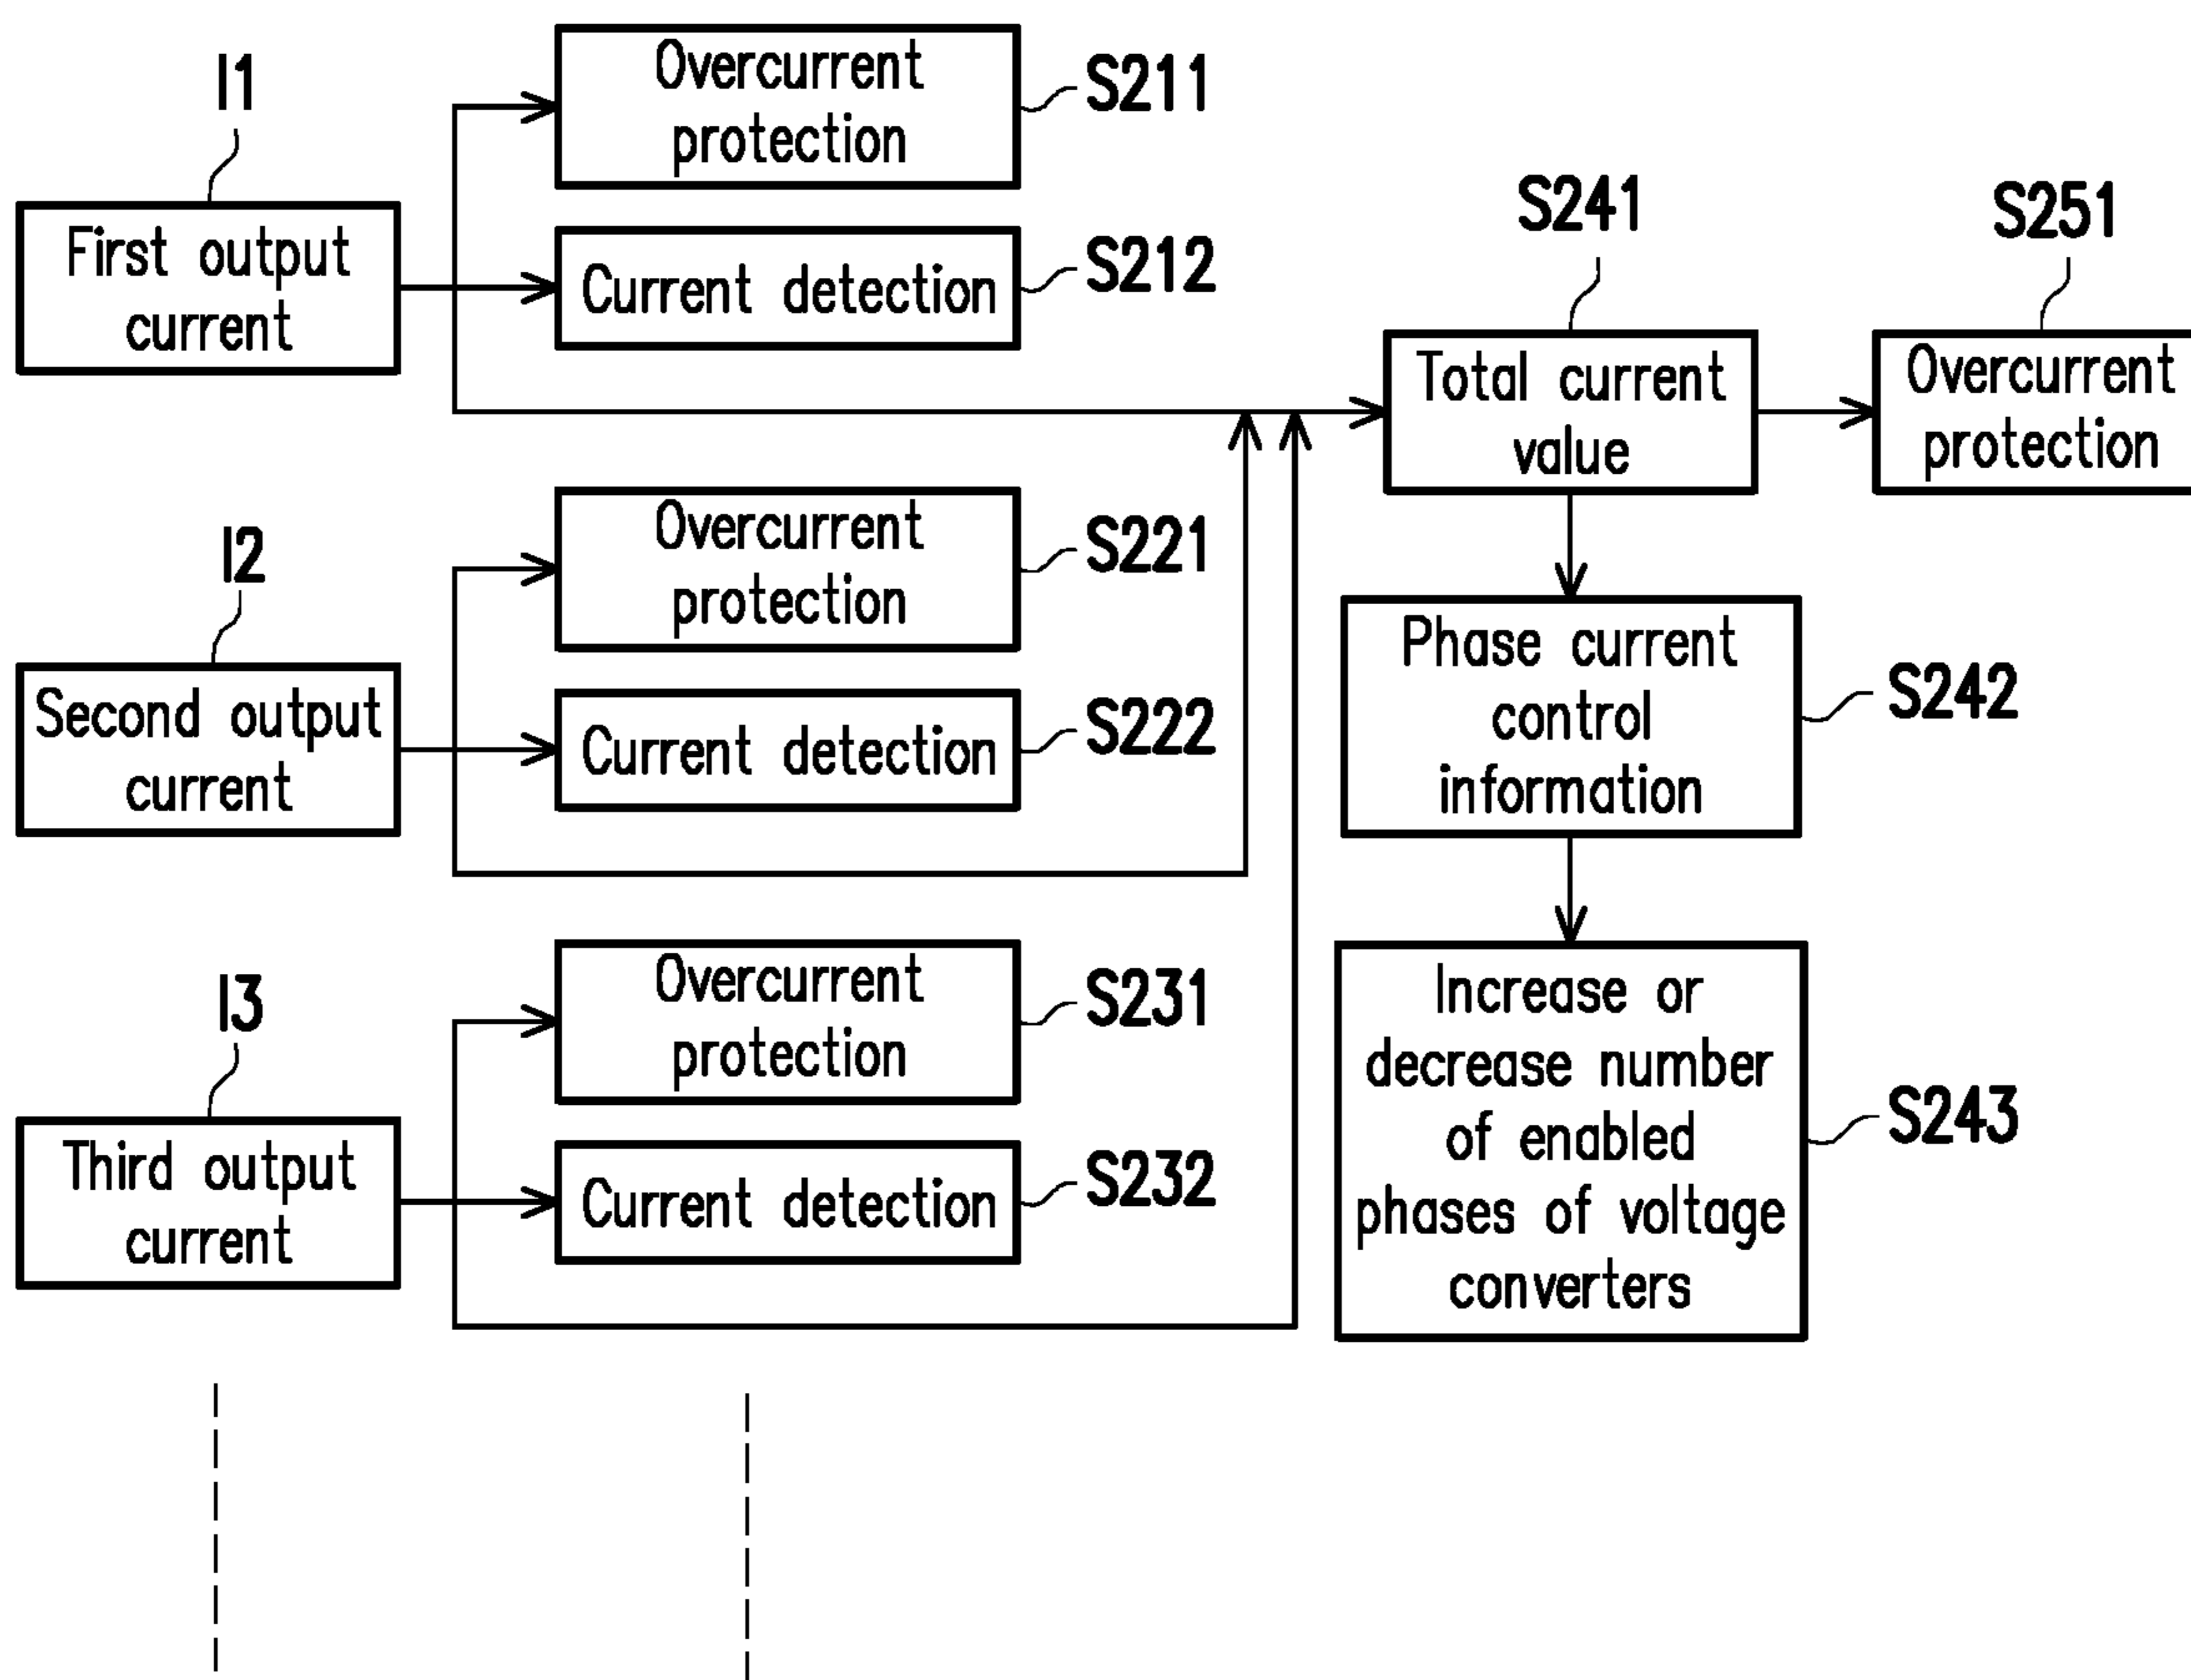 I1
First output
current
Overcurrent
protection
S211
Current detection
S212
I2
Second output
current
Overcurrent
protection
S221
Current detection
S222
I3
Third output
current
Overcurrent
protection
S231
Current detection
S232
S241
Total current
value
S251
Overcurrent
protection
Phase current
control
information
S242
Increase or
decrease number
of enabled
phases of voltage
converters
S243